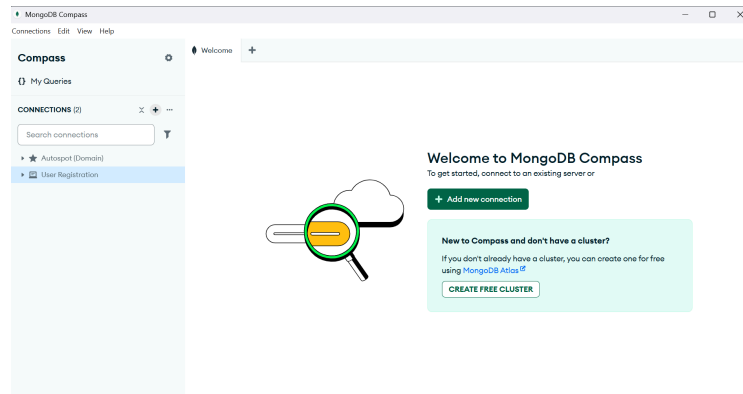 MongoDB Compass
Connections Edit View Help
Compass
{} My Queries
CONNECTIONS (2)
Search connections
Autospot (Domain)
User Registration
Welcome
Welcome to MongoDB Compass
To get started, connect to an existing server or
Add new connection
New to Compass and don't have a cluster?
If you don't already have a cluster, you can create one for free
using MongoDB Atlas
CREATE FREE CLUSTER